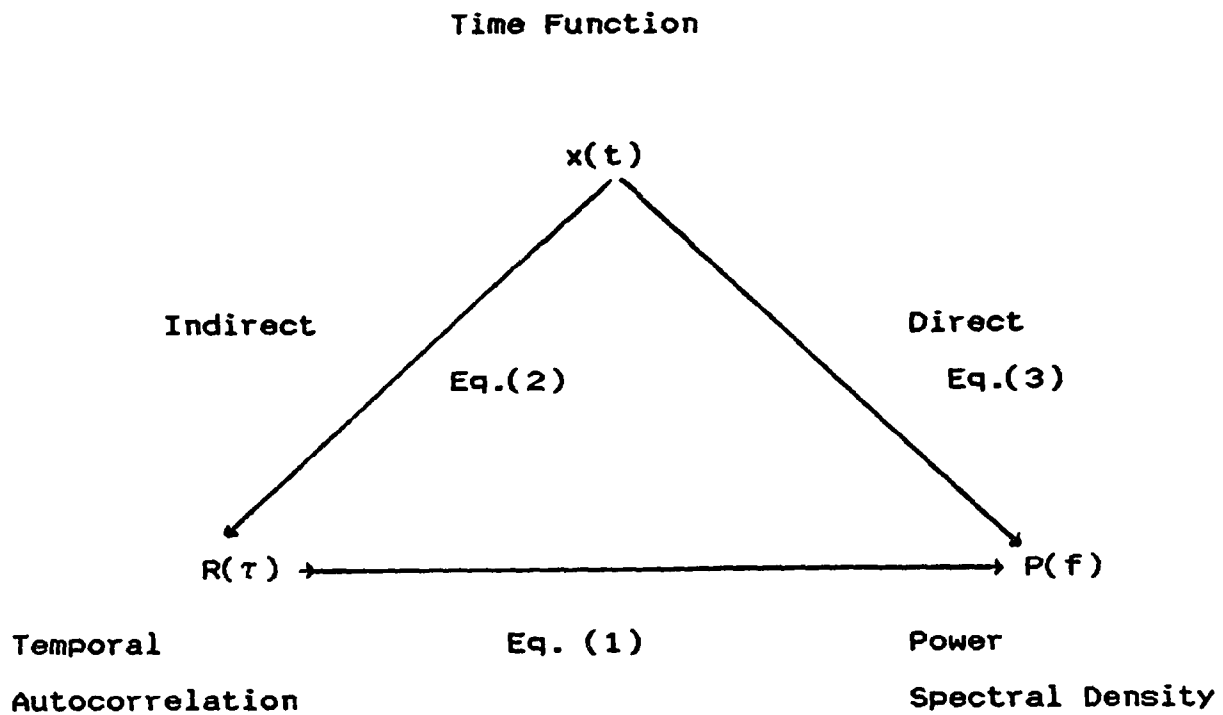 Time Function
x(t)
Indirect
Direct
Eq.(2)
Eq.(3)
R(τ)
P(f)
Temporal
Autocorrelation
Eq. (1)
Power
Spectral Density